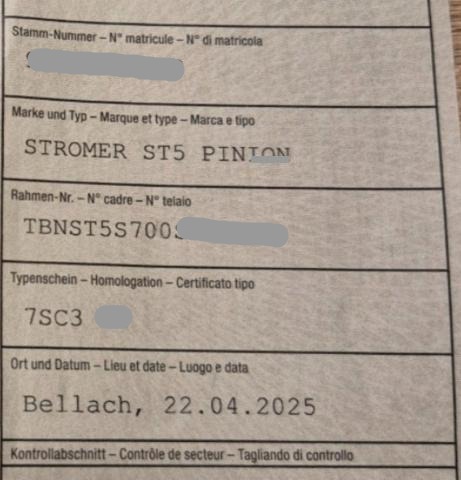 Stamm-Nummer – N° matricule – N° di matricola
Marke und Typ – Marque et type – Marca e tipo
STROMER ST5 PINION
Rahmen-Nr. – N° cadre – N° telaio
TBNST5S700
Typenschein – Homologation – Certificato tipo
7SC3
Ort und Datum – Lieu et date – Luogo e data
Bellach, 22.04.2025
Kontrollabschnitt – Contrôle de secteur – Tagliando di controllo